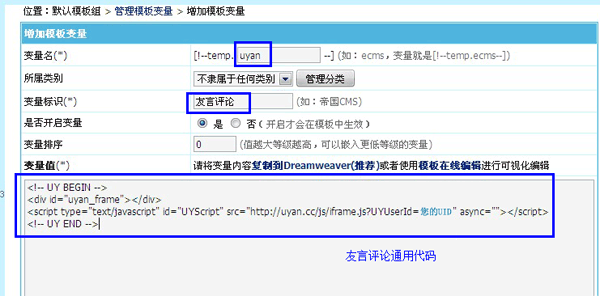 位置：默认模板组 > 管理模板变量 > 增加模板变量
增加模板变量
变量名(*) [!--temp. uyan --] (如：ecms，变量就是[!--temp.ecms--])
所属类别 不隶属于任何类别 管理分类
变量标识(*) 友言评论 (如：帝国CMS)
是否开启变量 是 否 ( 开启才会在模板中生效)
变量排序 0 (值越大等级越高，可以嵌入更低等级的变量)
变量值(*) 请将变量内容复制到Dreamweaver(推荐)或者使用模板在线编辑进行可视化编辑
3
<!-- UY BEGIN -->
<div id="uyan_frame"></div>
<script type="text/javascript" id="UYScript" src="http://uyan.cc/js/iframe.js?UYUserId=您的UID" async=""></script>
<!-- UY END -->
友言评论通用代码